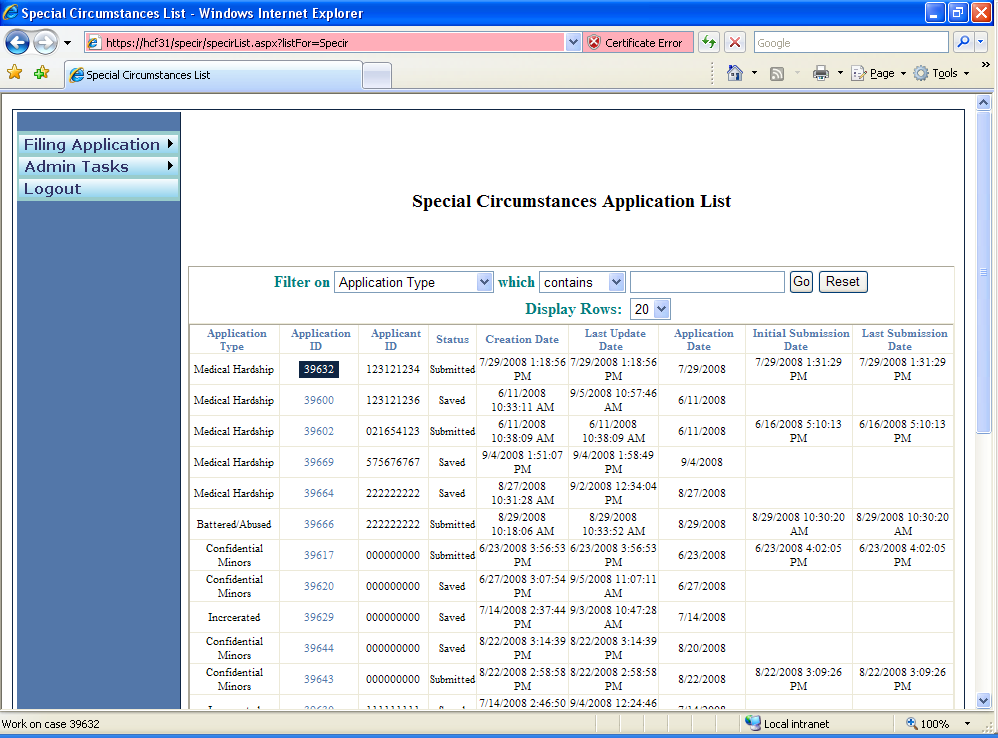 Special Circumstances List - Windows Internet Explorer
https://hcf31/specir/specirList.aspx?listFor=Specir Certificate Error Google
Special Circumstances List Page Tools »
Filing Application
Admin Tasks
Logout
Special Circumstances Application List
Filter on Application Type which contains Go Reset
Display Rows: 20
Application Type Application ID Applicant ID Status Creation Date Last Update Date Application Date Initial Submission Date Last Submission Date
Medical Hardship 39632 123121234 Submitted 7/29/2008 1:18:56 PM 7/29/2008 1:18:56 PM 7/29/2008 7/29/2008 1:31:29 PM 7/29/2008 1:31:29 PM
Medical Hardship 39600 123121236 Saved 6/11/2008 10:33:11 AM 9/5/2008 10:57:46 AM 6/11/2008
Medical Hardship 39602 021654123 Submitted 6/11/2008 10:38:09 AM 6/11/2008 10:38:09 AM 6/11/2008 6/16/2008 5:10:13 PM 6/16/2008 5:10:13 PM
Medical Hardship 39669 575676767 Saved 9/4/2008 1:51:07 PM 9/4/2008 1:58:49 PM 9/4/2008
Medical Hardship 39664 222222222 Saved 8/27/2008 10:31:28 AM 9/2/2008 12:34:04 PM 8/27/2008
Battered/Abused 39666 222222222 Submitted 8/29/2008 10:18:06 AM 8/29/2008 10:33:52 AM 8/29/2008 8/29/2008 10:30:20 AM 8/29/2008 10:30:20 AM
Confidential Minors 39617 000000000 Submitted 6/23/2008 3:56:53 PM 6/23/2008 3:56:53 PM 6/23/2008 6/23/2008 4:02:05 PM 6/23/2008 4:02:05 PM
Confidential Minors 39620 000000000 Saved 6/27/2008 3:07:54 PM 9/5/2008 11:07:11 AM 6/27/2008
Incrcerated 39629 000000000 Saved 7/14/2008 2:37:44 PM 9/3/2008 10:47:28 AM 7/14/2008
Confidential Minors 39644 000000000 Saved 8/22/2008 3:14:39 PM 8/22/2008 3:14:39 PM 8/20/2008
Confidential Minors 39643 000000000 Submitted 8/22/2008 2:58:58 PM 8/22/2008 2:58:58 PM 8/22/2008 8/22/2008 3:09:26 PM 8/22/2008 3:09:26 PM
7/14/2008 2:46:50 9/4/2008 12:24:46
Work on case 39632 Local intranet 100%